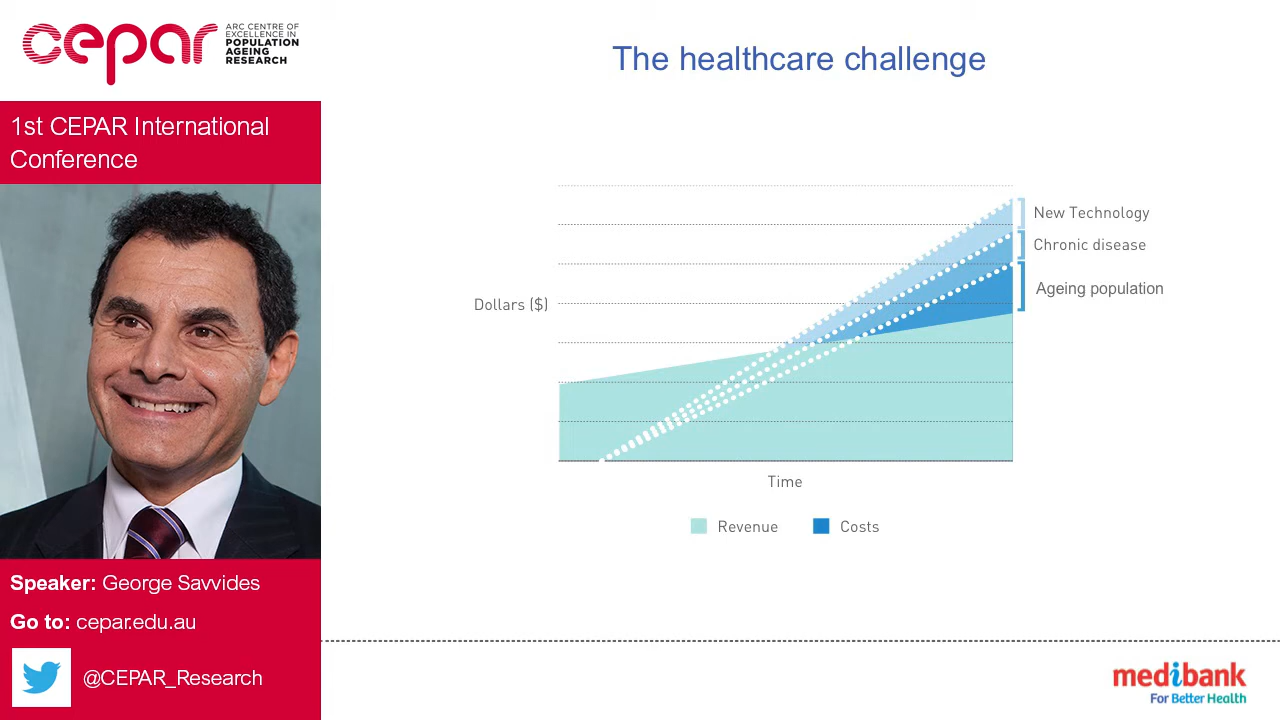 cepar
ARC CENTRE OF
EXCELLENCE IN
POPULATION
AGEING
RESEARCH
1st CEPAR International
Conference
Speaker: George Savvides
Go to: cepar.edu.au
@CEPAR_Research
The healthcare challenge
New Technology
Chronic disease
Ageing population
Dollars ($)
Time
Revenue
Costs
medibank
For Better Health